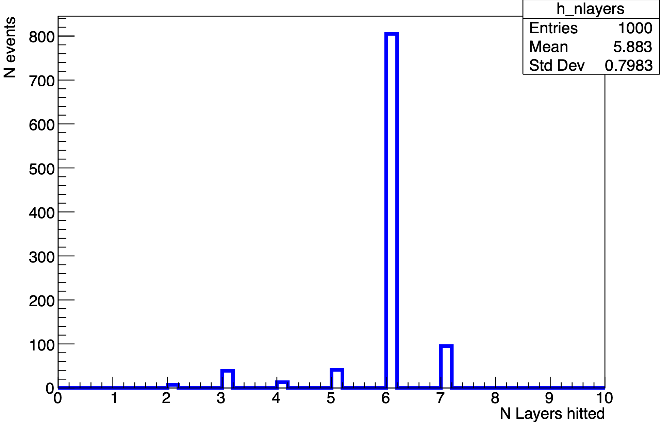 h_nlayers
Entries 1000
Mean 5.883
Std Dev 0.7983
N events
800
700
600
500
400
300
200
100
0
0 1 2 3 4 5 6 7 8 9 10
N Layers hitted